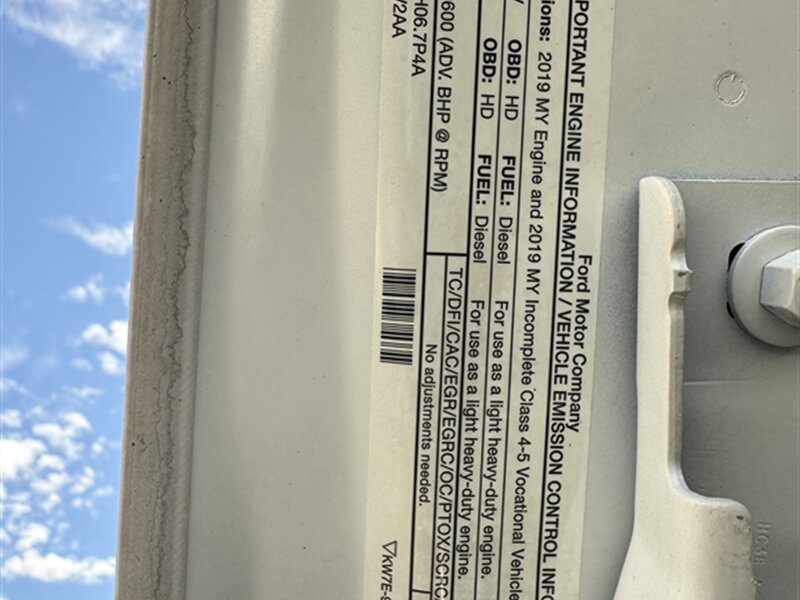 Ford Motor Company
PORTANT ENGINE INFORMATION / VEHICLE EMISSION CONTROL INFO
ions: 2019 MY Engine and 2019 MY Incomplete Class 4-5 Vocational Vehicle
OBD: HD FUEL: Diesel For use as a light heavy-duty engine.
OBD: HD FUEL: Diesel For use as a light heavy-duty engine.
600 (ADV. BHP @ RPM) TC/DFI/CAC/EGR/EGRC/OC/PTOX/SCRC
H06.7P4A No adjustments needed.
/2AA
KW7E-9